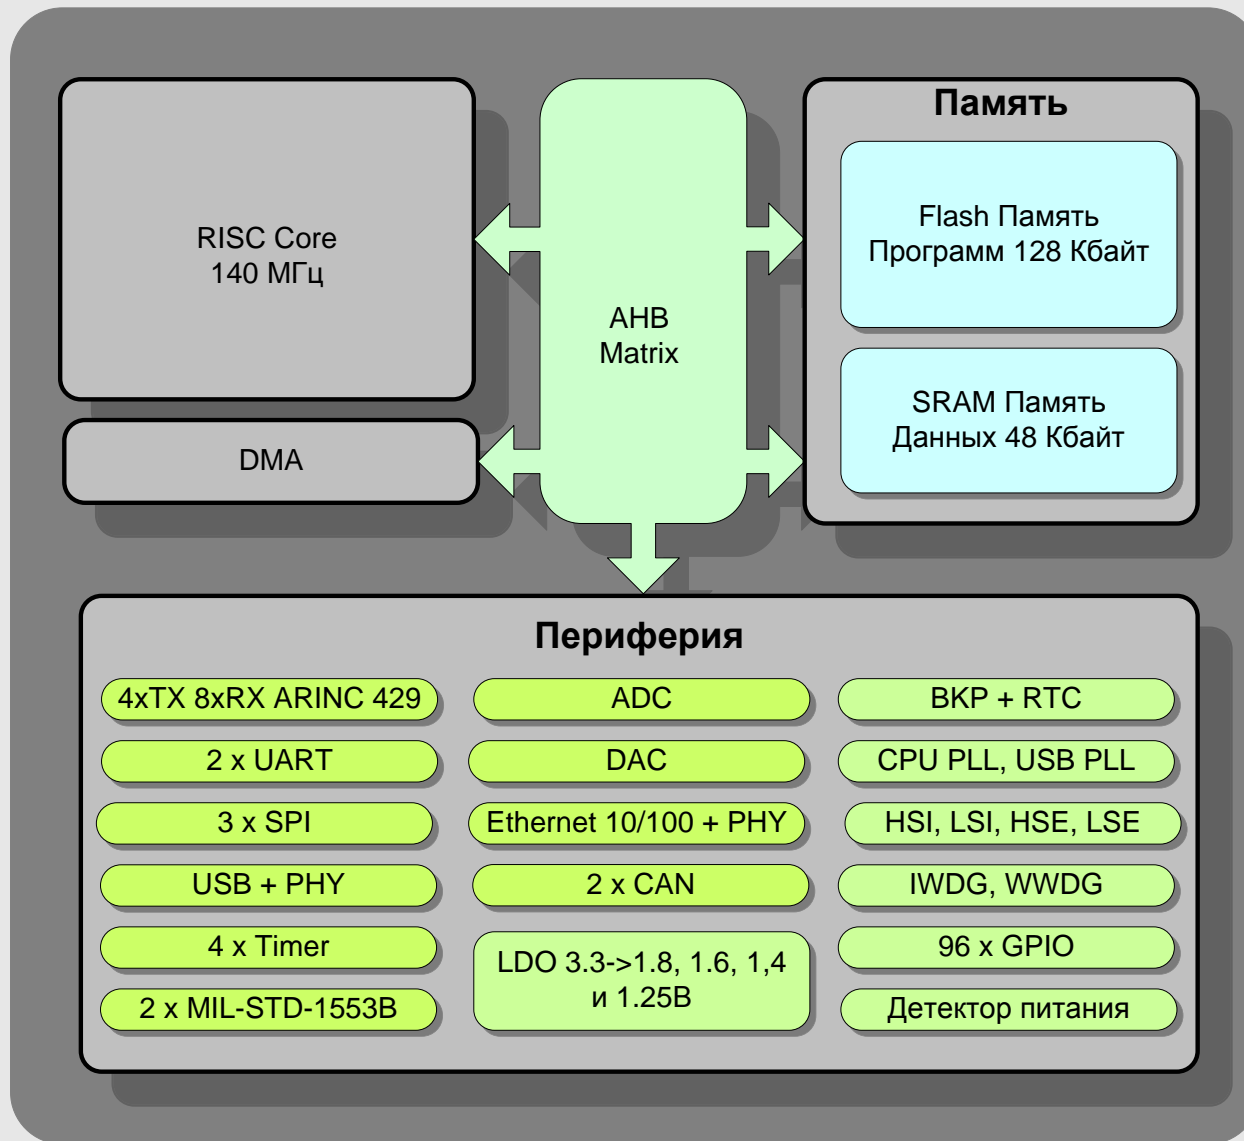 RISC Core
140 МГц
DMA
AHB
Matrix
Память
Flash Память
Программ 128 Кбайт
SRAM Память
Данных 48 Кбайт
Периферия
4xTX 8xRX ARINC 429
2 x UART
3 x SPI
USB + PHY
4 x Timer
2 x MIL-STD-1553B
ADC
DAC
Ethernet 10/100 + PHY
2 x CAN
LDO 3.3->1.8, 1.6, 1,4
и 1.25В
BKP + RTC
CPU PLL, USB PLL
HSI, LSI, HSE, LSE
IWDG, WWDG
96 x GPIO
Детектор питания